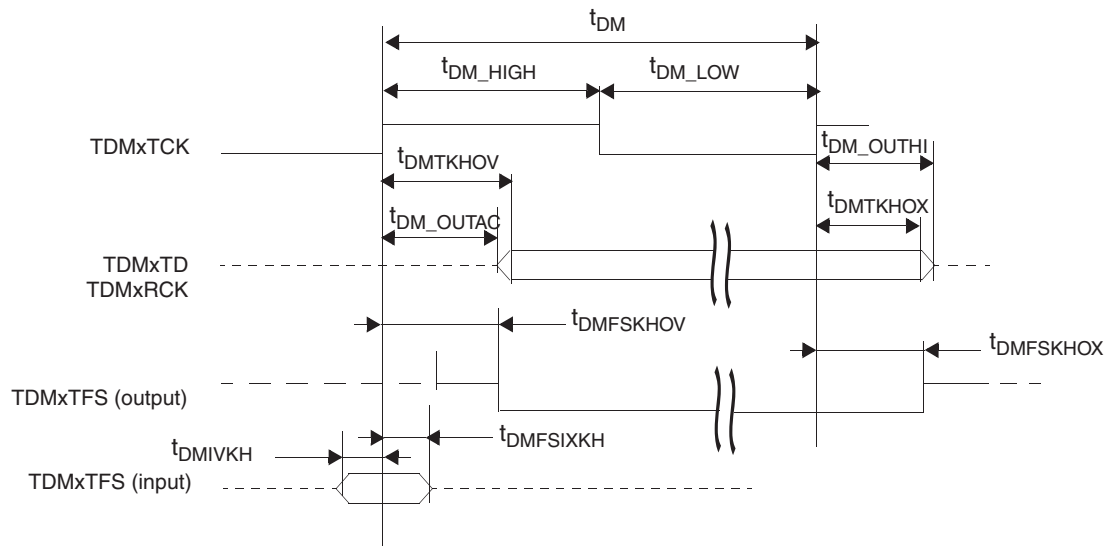 tDM
tDM_HIGH
tDM_LOW
TDMxTCK
tDM_OUTHI
tDMTKHOV
tDMTKHOX
tDM_OUTAC
TDMxTD
TDMxRCK
tDMFSKHOV
tDMFSKHOX
TDMxTFS (output)
tDMFSIXKH
tDMIVKH
TDMxTFS (input)